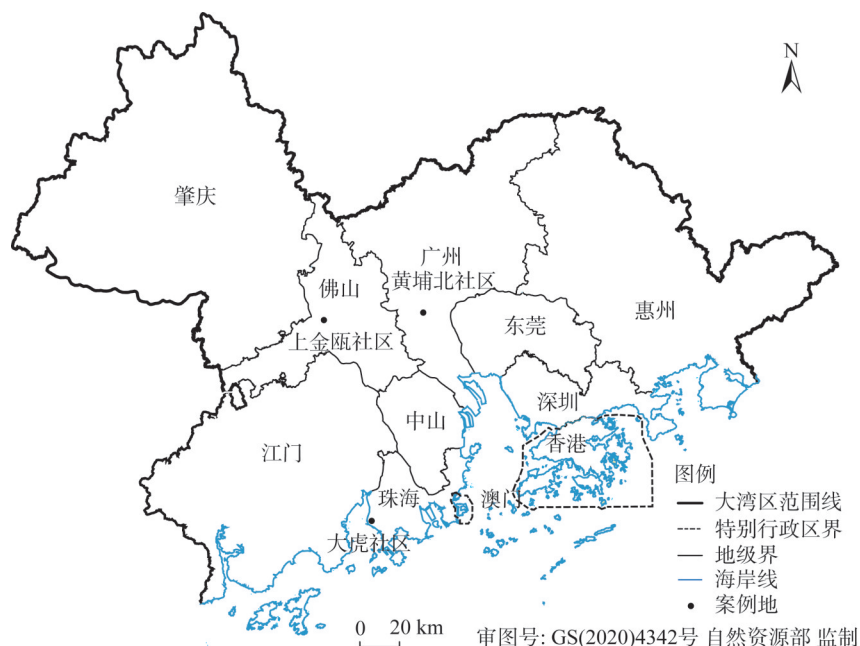 N
肇庆
广州
黄埔北社区
佛山
上金瓯社区
东莞
惠州
深圳
中山
香港
江门
珠海
澳门
大虎社区
图例
大湾区范围线
特别行政区界
地级界
海岸线
案例地
0 20 km
审图号: GS(2020)4342号 自然资源部 监制